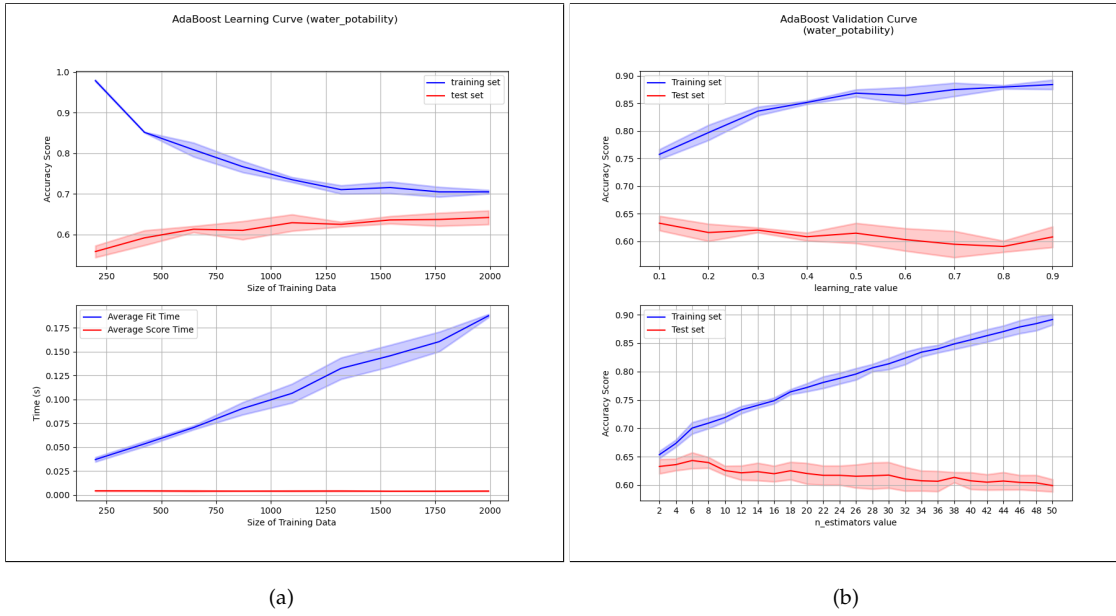 AdaBoost Learning Curve (water_potability)
1.0
0.9
0.8
0.7
0.6
Accuracy Score
training set
test set
250 500 750 1000 1250 1500 1750 2000
Size of Training Data
0.175
0.150
0.125
0.100
0.075
0.050
0.025
0.000
Time (s)
Average Fit Time
Average Score Time
250 500 750 1000 1250 1500 1750 2000
Size of Training Data
(a)
AdaBoost Validation Curve
(water_potability)
0.90
0.85
0.80
0.75
0.70
0.65
0.60
Accuracy Score
Training set
Test set
0.1 0.2 0.3 0.4 0.5 0.6 0.7 0.8 0.9
learning_rate value
0.90
0.85
0.80
0.75
0.70
0.65
0.60
Accuracy Score
Training set
Test set
2 4 6 8 10 12 14 16 18 20 22 24 26 28 30 32 34 36 38 40 42 44 46 48 50
n_estimators value
(b)